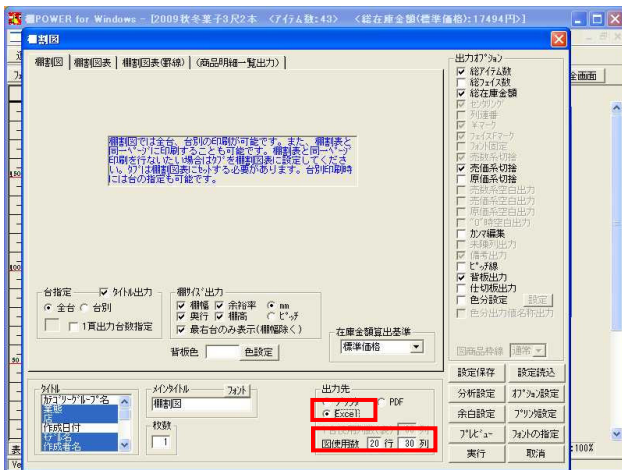 棚POWER for Windows - [2009秋冬菓子3尺2本 <アイテム数:43> <総在庫金額(標準価格):17494円>]
棚割図
棚割図
棚割図表
棚割図表(罫線)
(商品明細一覧出力)
出力オプション
総アイテム数
総フェイス数
総在庫金額
センタリング
列連番
¥マーク
フェイスFマーク
フォント固定
売数系切捨
売価系切捨
原価系切捨
売数系空白出力
売価系空白出力
原価系空白出力
"0"時空白出力
カンマ編集
未陳列出力
備考出力
ピッチ線
背板出力
仕切板出力
色分設定
設定
色分出力値名称出力
図商品枠線
通常
全画面
棚割図では全台、台別の印刷が可能です。また、棚割表と
同一ページに印刷することも可能です。棚割表と同一ページ
印刷を行ないたい場合はタブを棚割図表に設定してくださ
い。タブは棚割図表にセットする必要があります。台別印刷時
には台の指定も可能です。
台指定
タイトル出力
全台
台別
1頁出力台数指定
棚サイズ出力
棚幅
余裕率
mm
奥行
棚高
ピッチ
最右台のみ表示(棚幅除く)
背板色
色設定
在庫金額算出基準
標準価格
タイトル
カテゴリーグループ名
業態
店
作成日付
モデル名
作成者名
メインタイトル
フォント
棚割図
枚数
1
出力先
プリンタ
PDF
Excel
30
列
図使用数
20
行
30
列
設定保存
設定読込
分析設定
オプション設定
余白設定
プリンタ設定
プレビュー
フォントの指定
実行
取消
150
100
50
表
Ve
100%